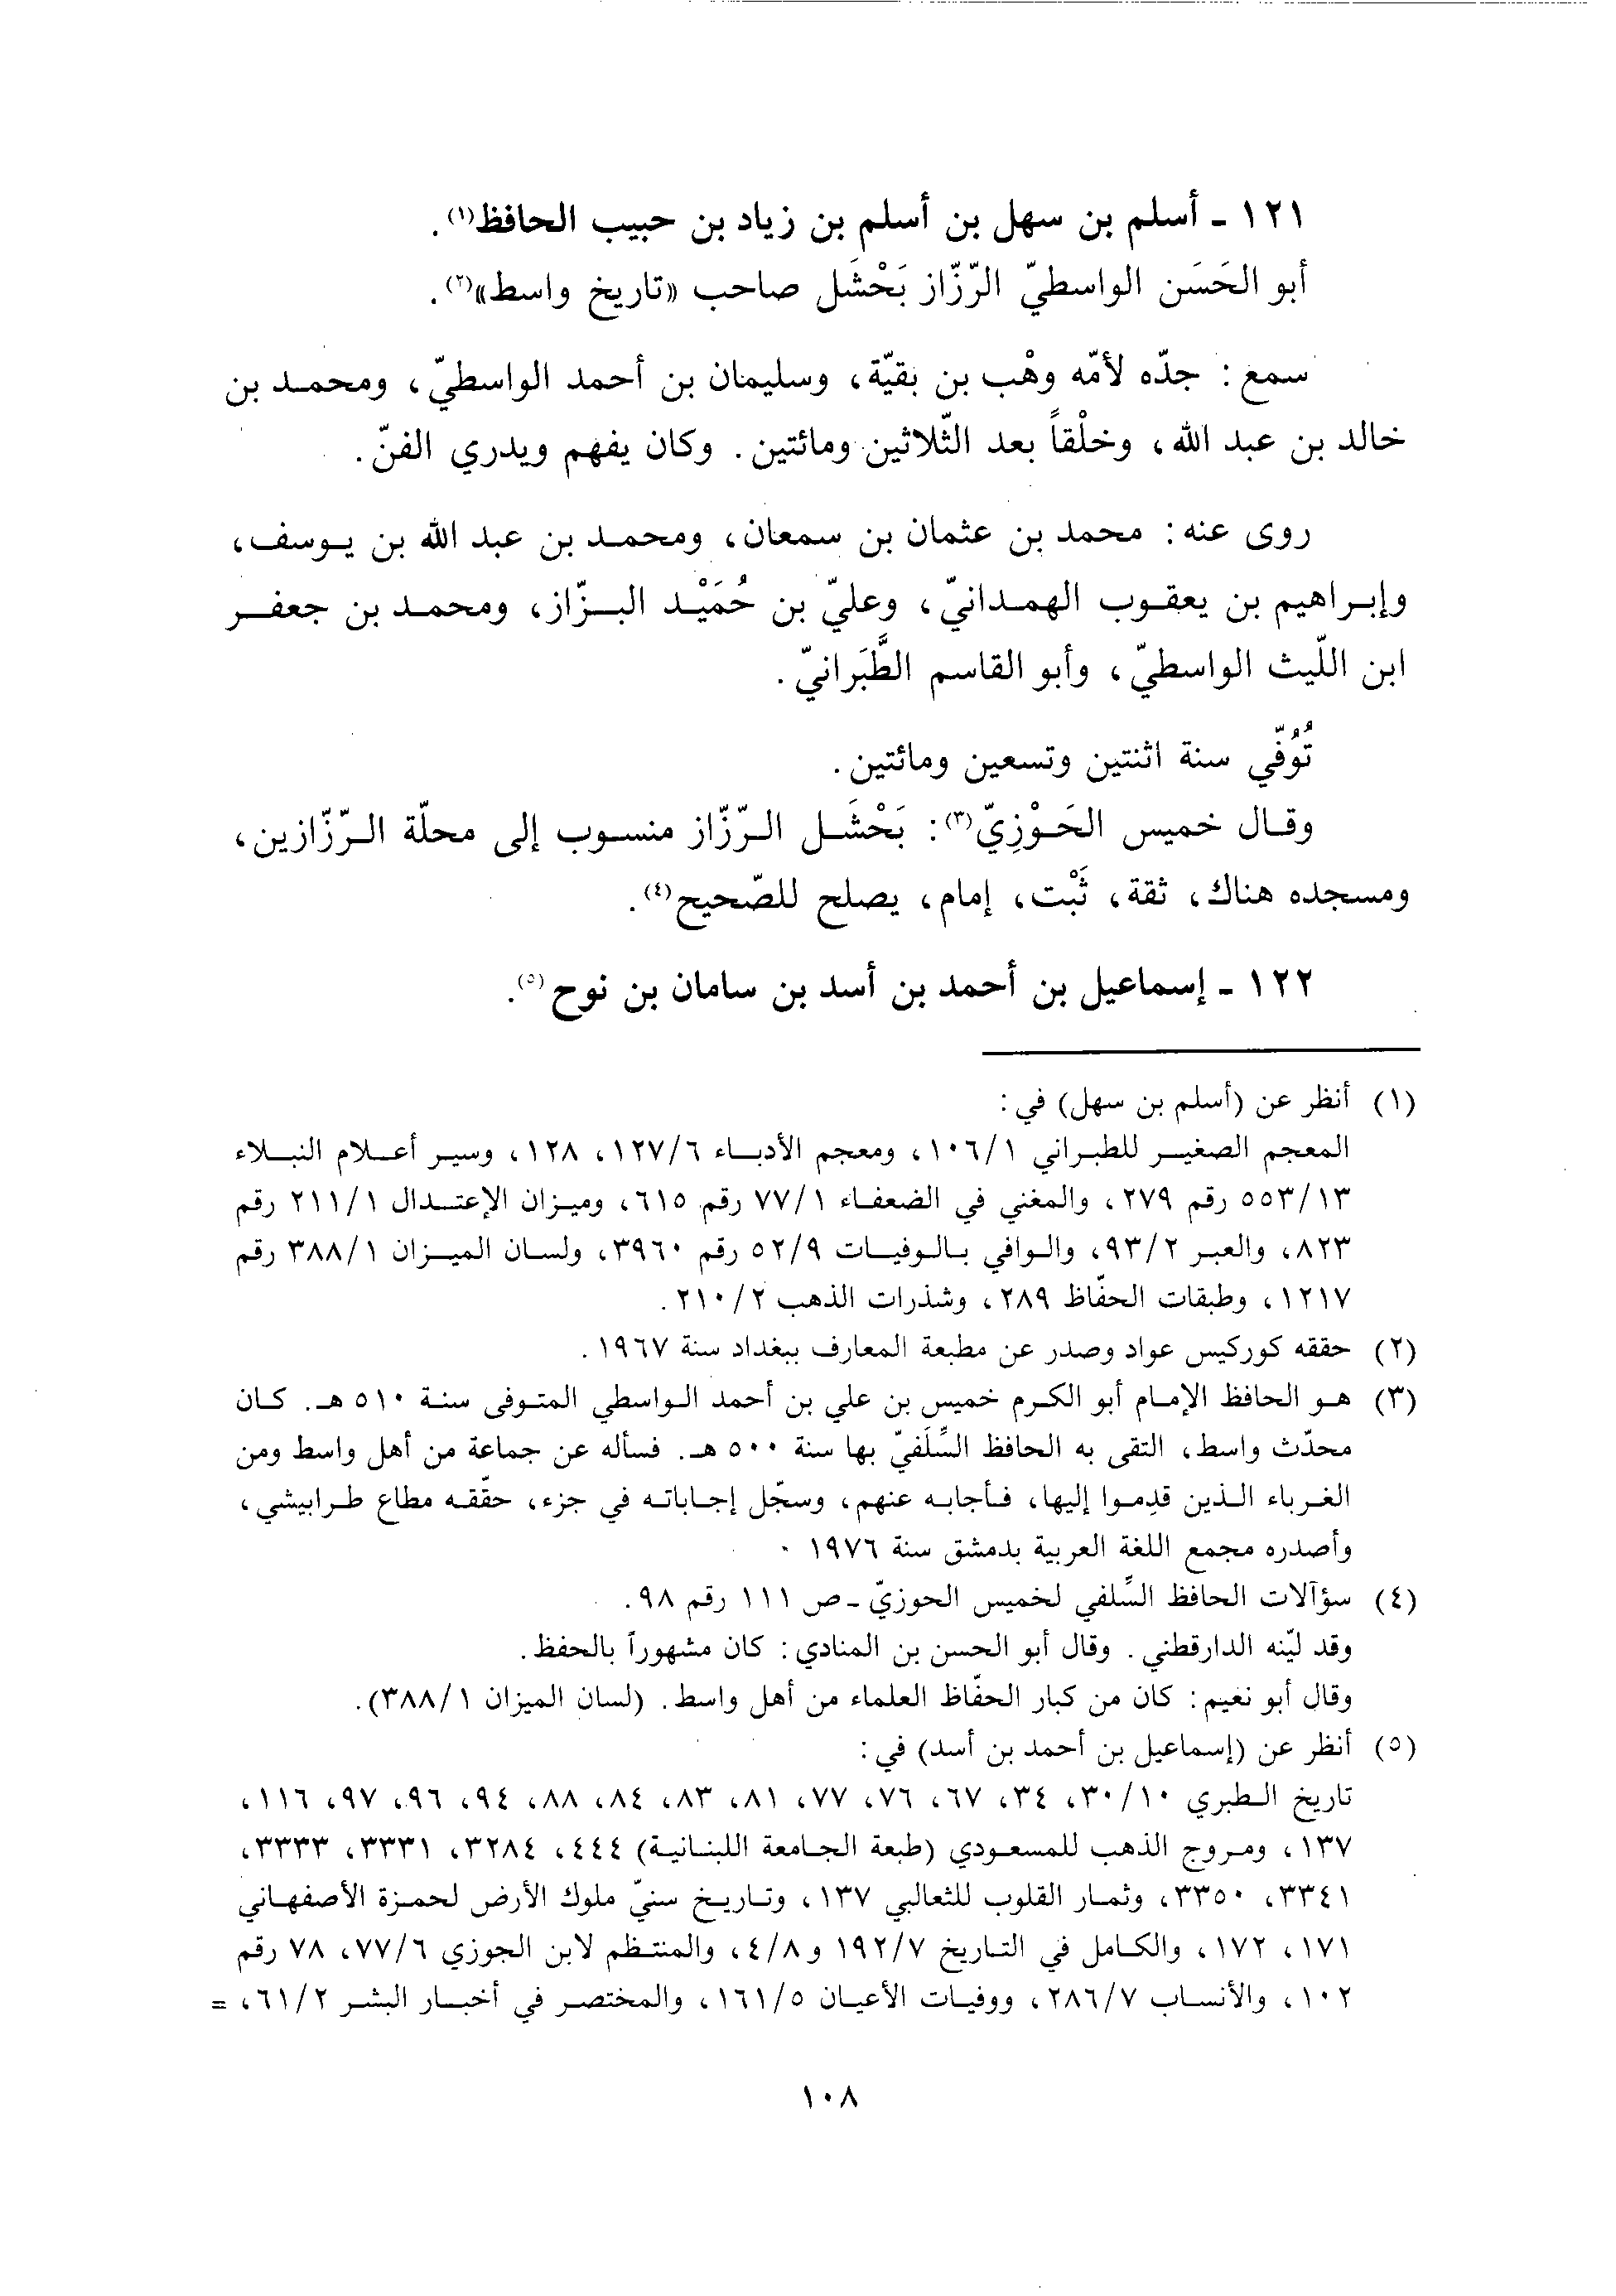 ١٢١ ـ أسلم بن سهل بن أسلم بن زياد بن حبيب الحافظ(١).
أبو الحَسَن الواسطيّ الرّزّاز بَحْشَل صاحب «تاريخ واسط»(٢).
سمع: جدّه لأمّه وهْب بن بقيّة، وسليمان بن أحمد الواسطيّ، ومحمد بن
خالد بن عبد الله، وخلْقاً بعد الثّلاثين ومائتين. وكان يفهم ويدري الفنّ.
روى عنه: محمد بن عثمان بن سمعان، ومحمد بن عبد الله بن يوسف،
وإبراهيم بن يعقوب الهمدانيّ، وعليّ بن حُمَيْد البزّاز، ومحمد بن جعفر
ابن اللّيث الواسطيّ، وأبو القاسم الطَّبَرانيّ.
تُوُفّي سنة اثنتين وتسعين ومائتين.
وقال خميس الحَوْزِيّ(٣): بَحْشَل الرّزّاز منسوب إلى محلّة الرّزّازين،
ومسجده هناك، ثقة، ثَبْت، إمام، يصلح للصّحيح(٤).
١٢٢ ـ إسماعيل بن أحمد بن أسد بن سامان بن نوح(٥).
(١) أنظر عن (أسلم بن سهل) في:
المعجم الصغير للطبراني ١٠٦/١، ومعجم الأدباء ١٢٧/٦، ١٢٨، وسير أعلام النبلاء
٥٥٣/١٣ رقم ٢٧٩، والمغني في الضعفاء ٧٧/١ رقم ٦١٥، وميزان الإعتدال ٢١١/١ رقم
٨٢٣، والعبر ٩٣/٢، والوافي بالوفيات ٥٢/٩ رقم ٣٩٦٠، ولسان الميزان ٣٨٨/١ رقم
١٢١٧، وطبقات الحفّاظ ٢٨٩، وشذرات الذهب ٢١٠/٢.
(٢) حققه كوركيس عواد وصدر عن مطبعة المعارف ببغداد سنة ١٩٦٧.
(٣) هو الحافظ الإمام أبو الكرم خميس بن علي بن أحمد الواسطي المتوفى سنة ٥١٠ هـ. كان
محدّث واسط، التقى به الحافظ السِّلَفيّ بها سنة ٥٠٠ هـ. فسأله عن جماعة من أهل واسط ومن
الغرباء الذين قدِموا إليها، فأجابه عنهم، وسجّل إجاباته في جزء، حقّقه مطاع طرابيشي،
وأصدره مجمع اللغة العربية بدمشق سنة ١٩٧٦ .
(٤) سؤآلات الحافظ السِّلفي لخميس الحوزيّ ـ ص ١١١ رقم ٩٨.
وقد ليّنه الدارقطني. وقال أبو الحسن بن المنادي: كان مشهوراً بالحفظ.
وقال أبو نعيم: كان من كبار الحفّاظ العلماء من أهل واسط. (لسان الميزان ٣٨٨/١).
(٥) أنظر عن (إسماعيل بن أحمد بن أسد) في:
تاريخ الطبري ٣٠/١٠، ٣٤، ٦٧، ٧٦، ٧٧، ٨١، ٨٣، ٨٤، ٨٨، ٩٤، ٩٦، ٩٧، ١١٦،
١٣٧، ومروج الذهب للمسعودي (طبعة الجامعة اللبنانية) ٤٤٤، ٣٢٨٤، ٣٣٣١، ٣٣٣٣،
٣٣٤١، ٣٣٥٠، وثمار القلوب للثعالبي ١٣٧، وتاريخ سنيّ ملوك الأرض لحمزة الأصفهاني
١٧١، ١٧٢، والكامل في التاريخ ١٩٢/٧ و ٤/٨، والمنتظم لابن الجوزي ٧٧/٦، ٧٨ رقم
١٠٢، والأنساب ٢٨٦/٧، ووفيات الأعيان ١٦١/٥، والمختصر في أخبار البشر ٦١/٢، =
١٠٨